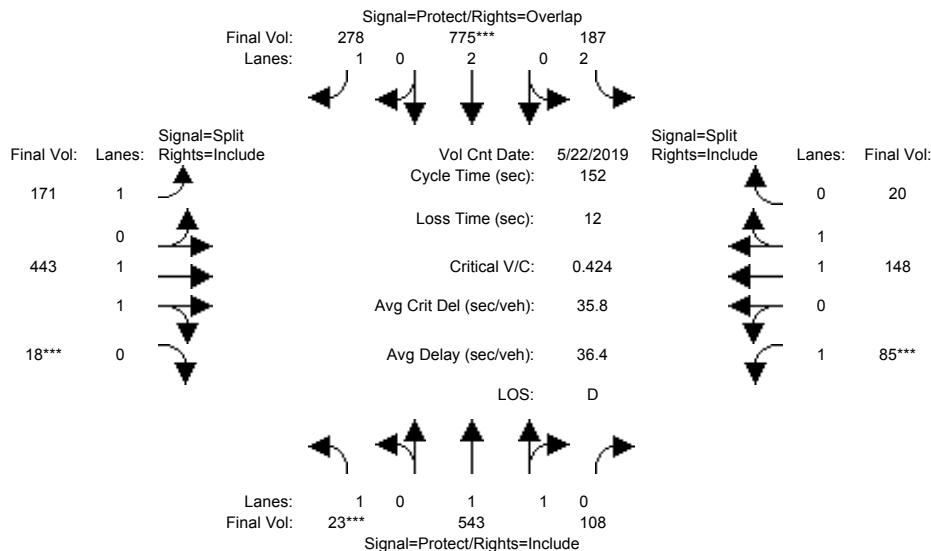 Signal=Protect/Rights=Overlap
Final Vol: 278 775*** 187
Lanes: 1 0 2 0 2
Signal=Split
Final Vol: Lanes: Rights=Include
Vol Cnt Date: 5/22/2019
Signal=Split
Rights=Include Lanes: Final Vol:
Cycle Time (sec): 152
171 1
0 20
Loss Time (sec): 12
0
1
443 1
Critical V/C: 0.424
1 148
1
Avg Crit Del (sec/veh): 35.8
0
18*** 0
Avg Delay (sec/veh): 36.4
1 85***
LOS: D
Lanes: 1 0 1 1 0
Final Vol: 23*** 543 108
Signal=Protect/Rights=Include